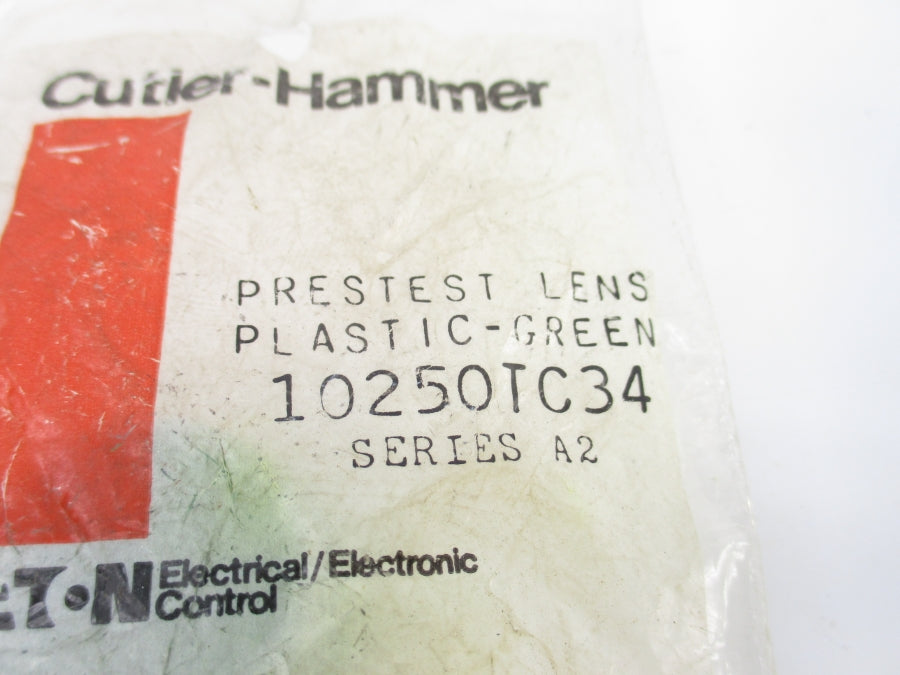 Cutler-Hammer
PRESTEST LENS
PLASTIC-GREEN
10250TC34
SERIES A2
Electrical/Electronic
Control